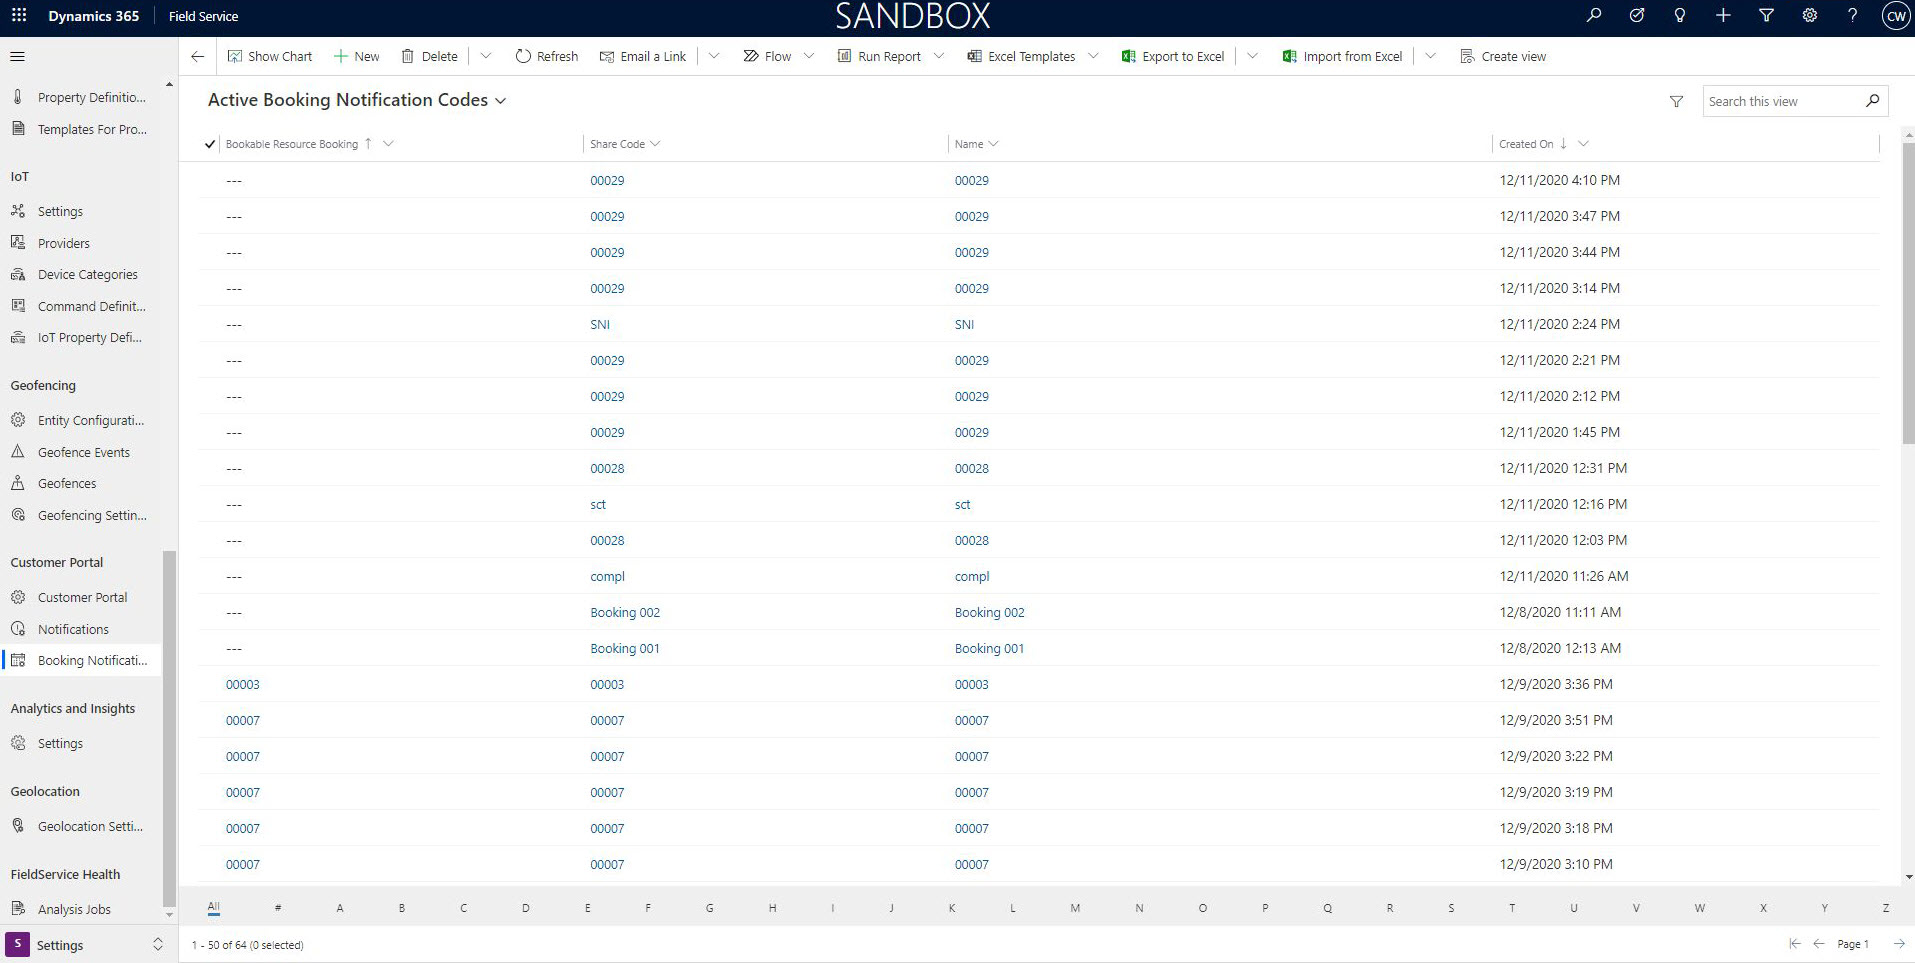 Dynamics 365 Field Service SANDBOX CW
Show Chart New Delete Refresh Email a Link Flow Run Report Excel Templates Export to Excel Import from Excel Create view
Active Booking Notification Codes Search this view
Property Definitio...
Templates For Pro...
IoT
Settings
Providers
Device Categories
Command Definit...
IoT Property Defi...
Geofencing
Entity Configurati...
Geofence Events
Geofences
Geofencing Settin...
Customer Portal
Customer Portal
Notifications
Booking Notificati...
Analytics and Insights
Settings
Geolocation
Geolocation Setti...
FieldService Health
Analysis Jobs
S Settings
Bookable Resource Booking ↑ Share Code Name Created On ↓
--- 00029 00029 12/11/2020 4:10 PM
--- 00029 00029 12/11/2020 3:47 PM
--- 00029 00029 12/11/2020 3:44 PM
--- 00029 00029 12/11/2020 3:14 PM
--- SNI SNI 12/11/2020 2:24 PM
--- 00029 00029 12/11/2020 2:21 PM
--- 00029 00029 12/11/2020 2:12 PM
--- 00029 00029 12/11/2020 1:45 PM
--- 00028 00028 12/11/2020 12:31 PM
--- sct sct 12/11/2020 12:16 PM
--- 00028 00028 12/11/2020 12:03 PM
--- compl compl 12/11/2020 11:26 AM
--- Booking 002 Booking 002 12/8/2020 11:11 AM
--- Booking 001 Booking 001 12/8/2020 12:13 AM
00003 00003 00003 12/9/2020 3:36 PM
00007 00007 00007 12/9/2020 3:51 PM
00007 00007 00007 12/9/2020 3:22 PM
00007 00007 00007 12/9/2020 3:19 PM
00007 00007 00007 12/9/2020 3:18 PM
00007 00007 00007 12/9/2020 3:10 PM
All # A B C D E F G H I J K L M N O P Q R S T U V W X Y Z
1 - 50 of 64 (0 selected) Page 1